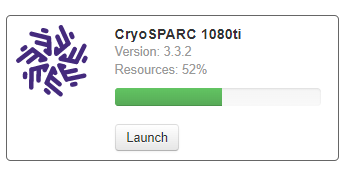 CryoSPARC 1080ti
Version: 3.3.2
Resources: 52%
Launch